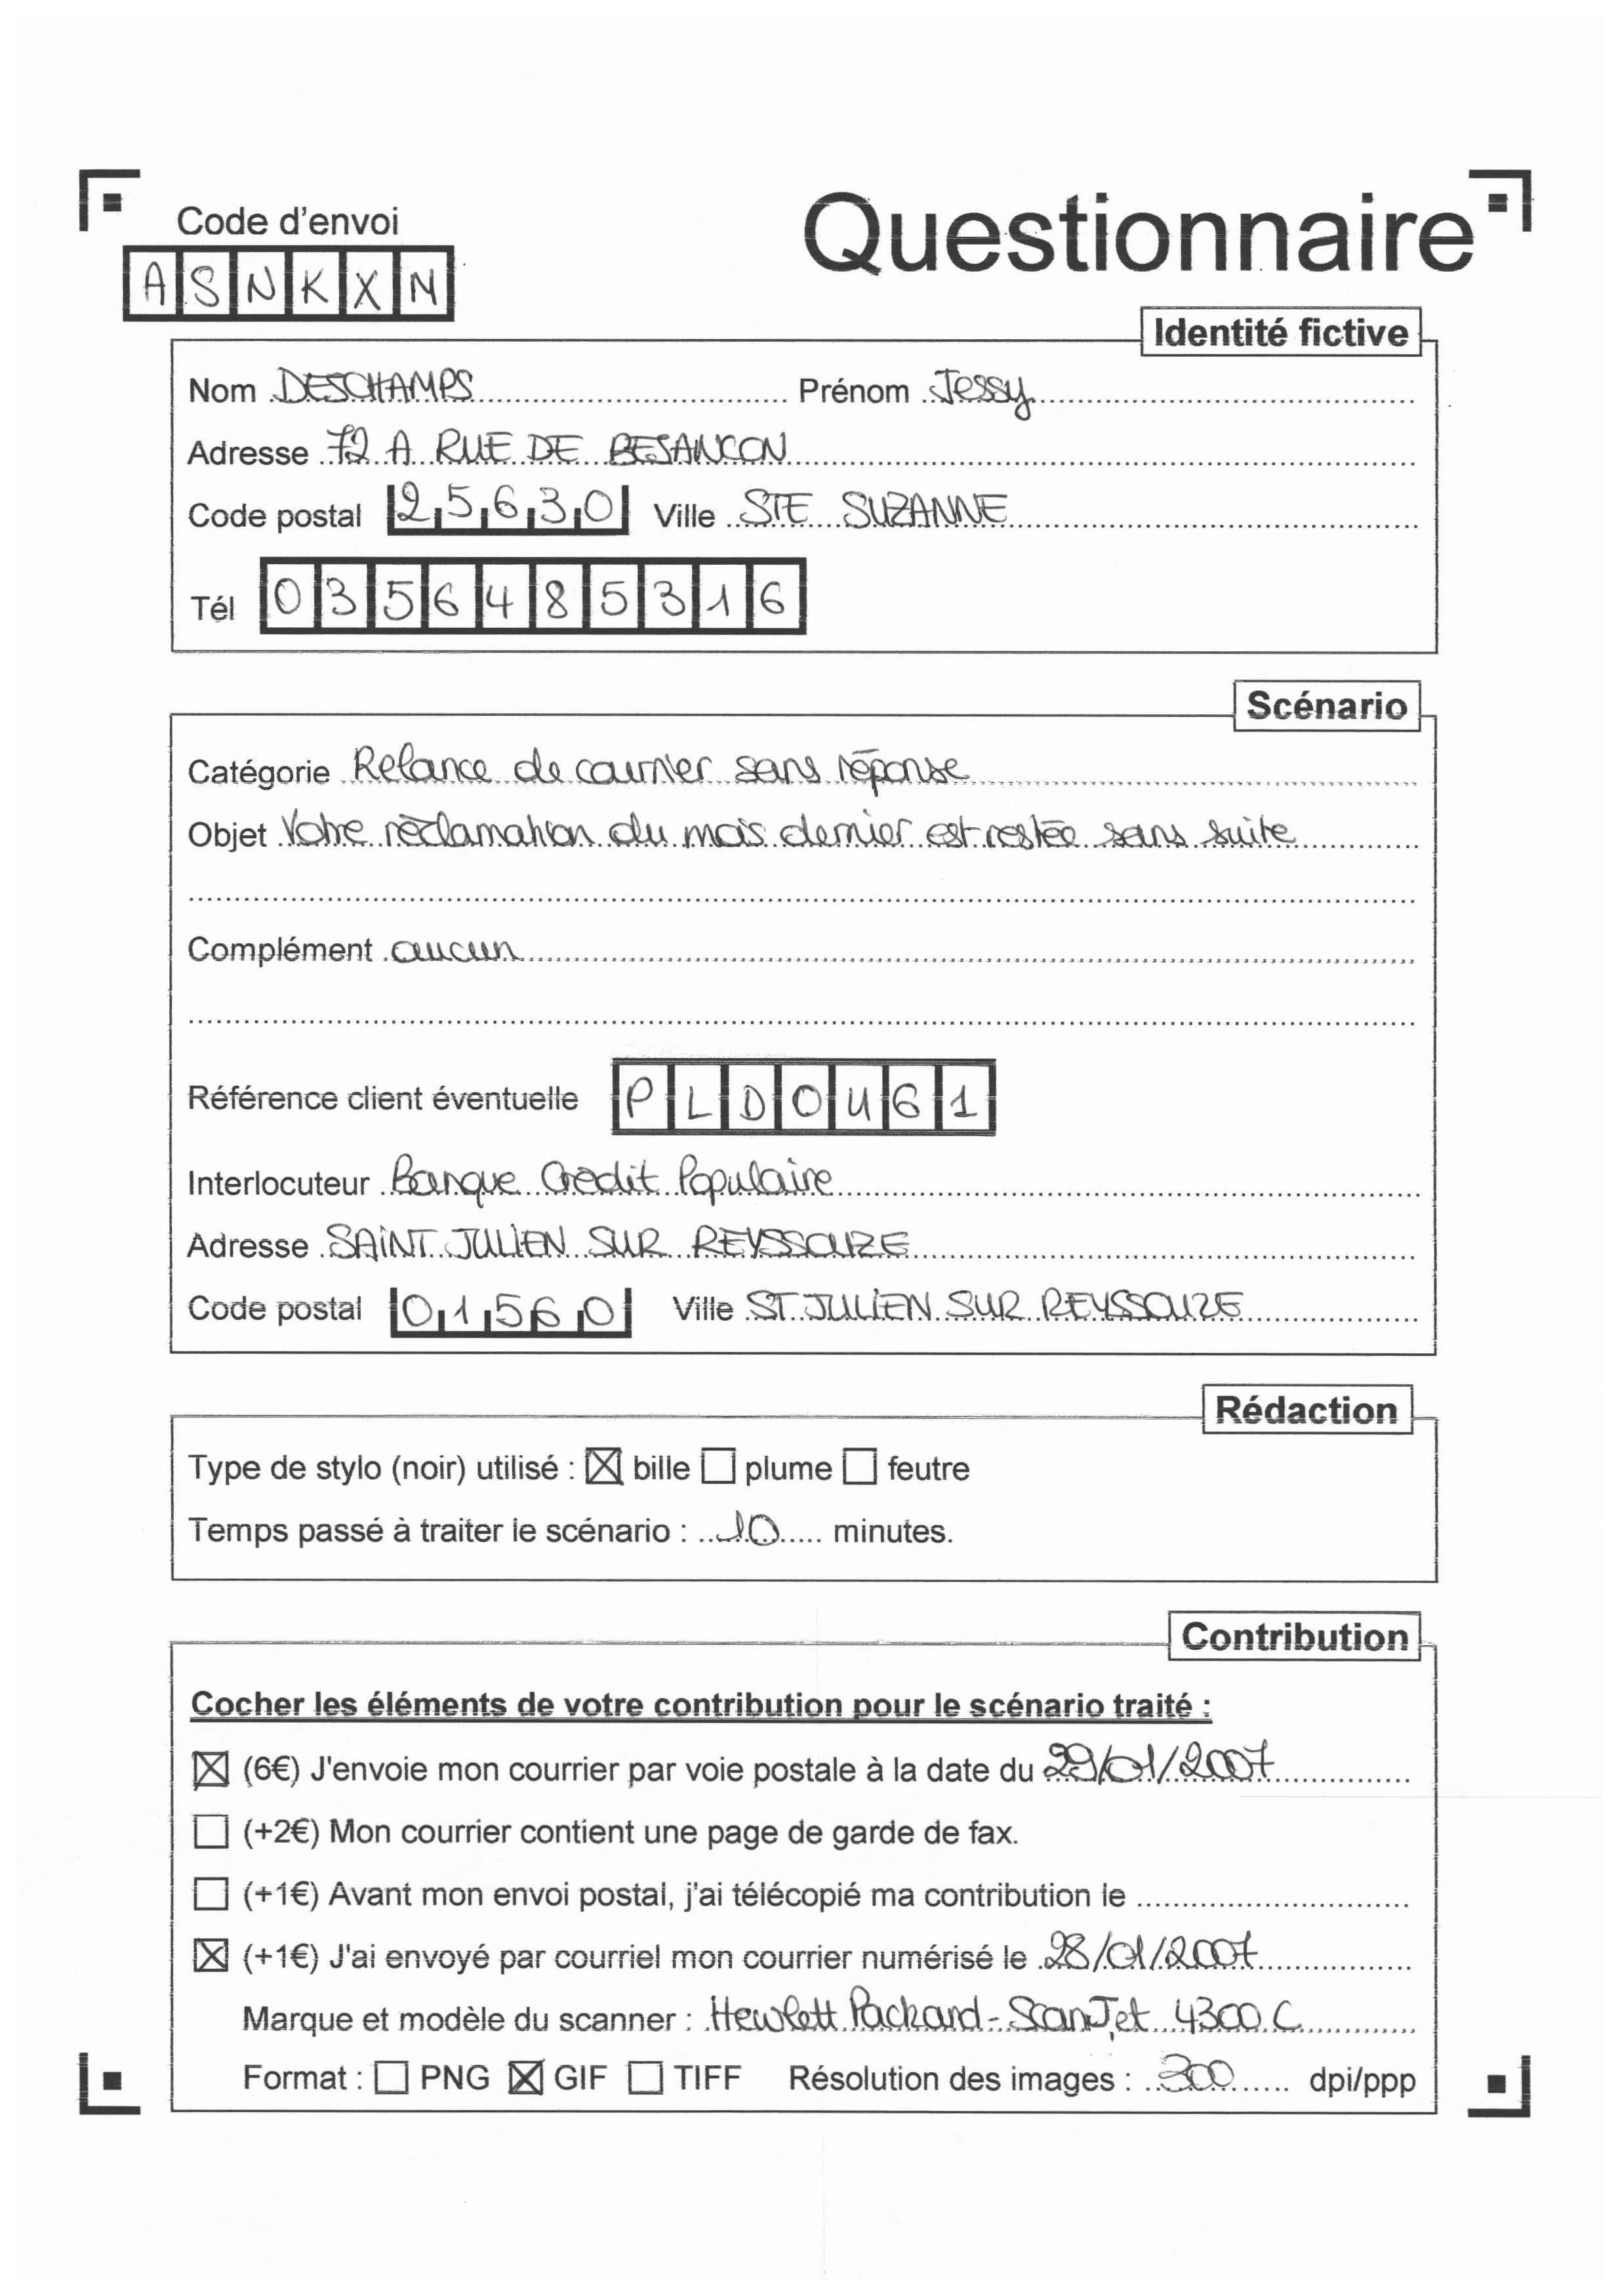 Code d'envoi
Questionnaire
ASNKXN
Identité fictive
Nom DESCHAMPS Prénom Jessy
Adresse 72 A RUE DE BESANCON
Code postal 25630 Ville STE SUZANNE
Tél 0356485316
Scénario
Catégorie Relance de courrier sans réponse
Objet Votre réclamation du mois dernier est restée sans suite
Complément aucun
Référence client éventuelle PLDOU61
Interlocuteur Banque Crédit Populaire
Adresse SAINT JULIEN SUR REYSSOUZE
Code postal 01560 Ville ST JULIEN SUR REYSSOUZE
Rédaction
Type de stylo (noir) utilisé : ☒ bille ☐ plume ☐ feutre
Temps passé à traiter le scénario : 10 minutes.
Contribution
Cocher les éléments de votre contribution pour le scénario traité :
☒ (6€) J'envoie mon courrier par voie postale à la date du 29/01/2007
☐ (+2€) Mon courrier contient une page de garde de fax.
☐ (+1€) Avant mon envoi postal, j'ai télécopié ma contribution le
☒ (+1€) J'ai envoyé par courriel mon courrier numérisé le 28/01/2007
Marque et modèle du scanner : Hewlett Packard - ScanJet 4300 C
Format : ☐ PNG ☒ GIF ☐ TIFF Résolution des images : 300 dpi/ppp